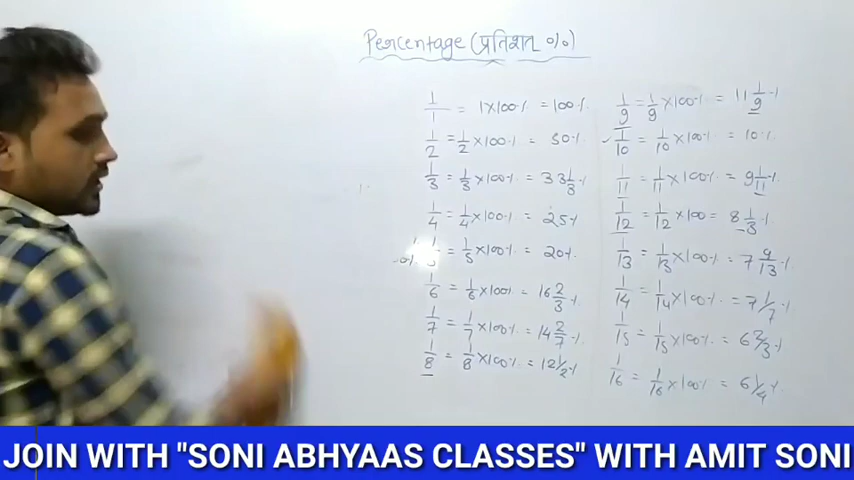 Percentage (प्रतिशत %)
1/1 = 1×100% = 100%
1/2 = 1/2 ×100% = 50%
1/3 = 1/3 ×100% = 33 1/3 %
1/4 = 1/4 ×100% = 25%
= 1/5 ×100% = 20%
1/6 = 1/6 ×100% = 16 2/3 %
1/7 = 1/7 ×100% = 14 2/7 %
1/8 = 1/8 ×100% = 12 1/2 %
1/9 = 1/9 ×100% = 11 1/9 %
1/10 = 1/10 ×100% = 10%
1/11 = 1/11 ×100% = 9 1/11 %
1/12 = 1/12 ×100 = 8 1/3 %
1/13 = 1/13 ×100% = 7 9/13 %
1/14 = 1/14 ×100% = 7 1/7 %
1/15 = 1/15 ×100% = 6 2/3 %
1/16 = 1/16 ×100% = 6 1/4 %
JOIN WITH "SONI ABHYAAS CLASSES" WITH AMIT SONI